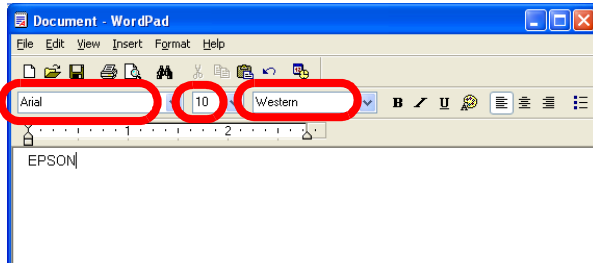 Document - WordPad
File Edit View Insert Format Help
Arial 10 Western B I U
1 2
EPSON